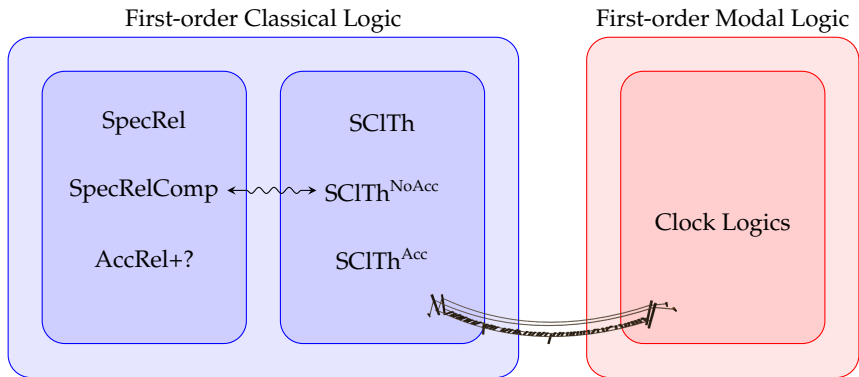 First-order Classical Logic
First-order Modal Logic
SpecRel
SClTh
SpecRelComp
SClTh^NoAcc
AccRel+?
SClTh^Acc
Clock Logics